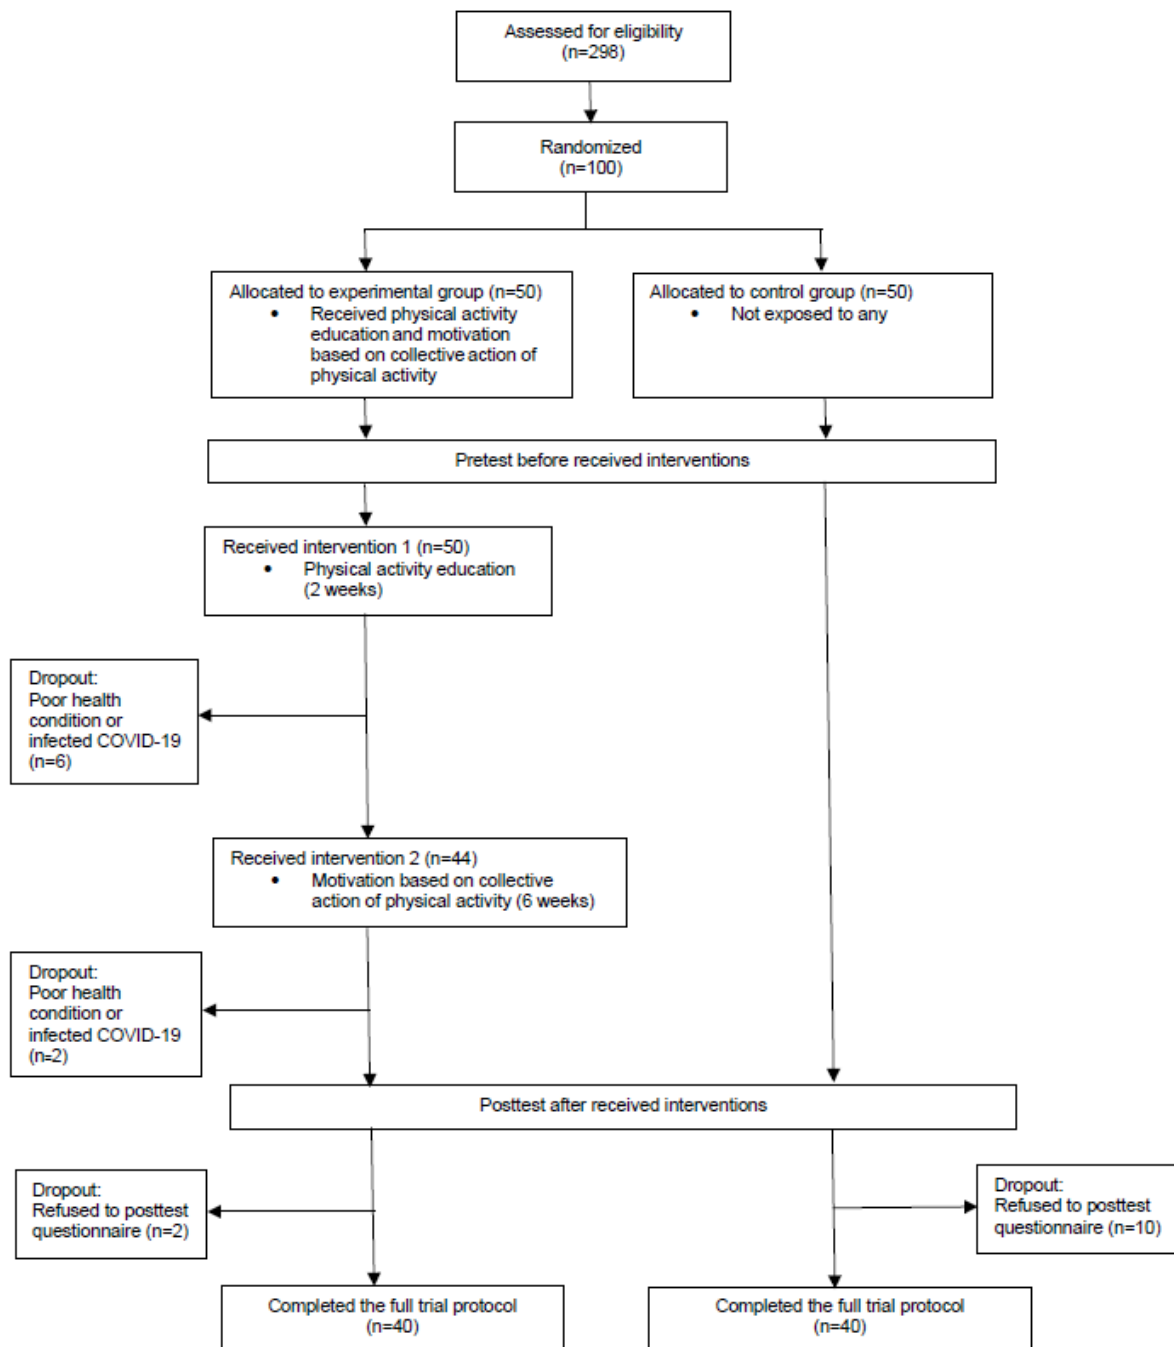 Assessed for eligibility
(n=298)
Randomized
(n=100)
Allocated to experimental group (n=50)
• Received physical activity
education and motivation
based on collective action of
physical activity
Allocated to control group (n=50)
• Not exposed to any
Pretest before received interventions
Received intervention 1 (n=50)
• Physical activity education
(2 weeks)
Dropout:
Poor health
condition or
infected COVID-19
(n=6)
Received intervention 2 (n=44)
• Motivation based on collective
action of physical activity (6 weeks)
Dropout:
Poor health
condition or
infected COVID-19
(n=2)
Posttest after received interventions
Dropout:
Refused to posttest
questionnaire (n=2)
Dropout:
Refused to posttest
questionnaire (n=10)
Completed the full trial protocol
(n=40)
Completed the full trial protocol
(n=40)